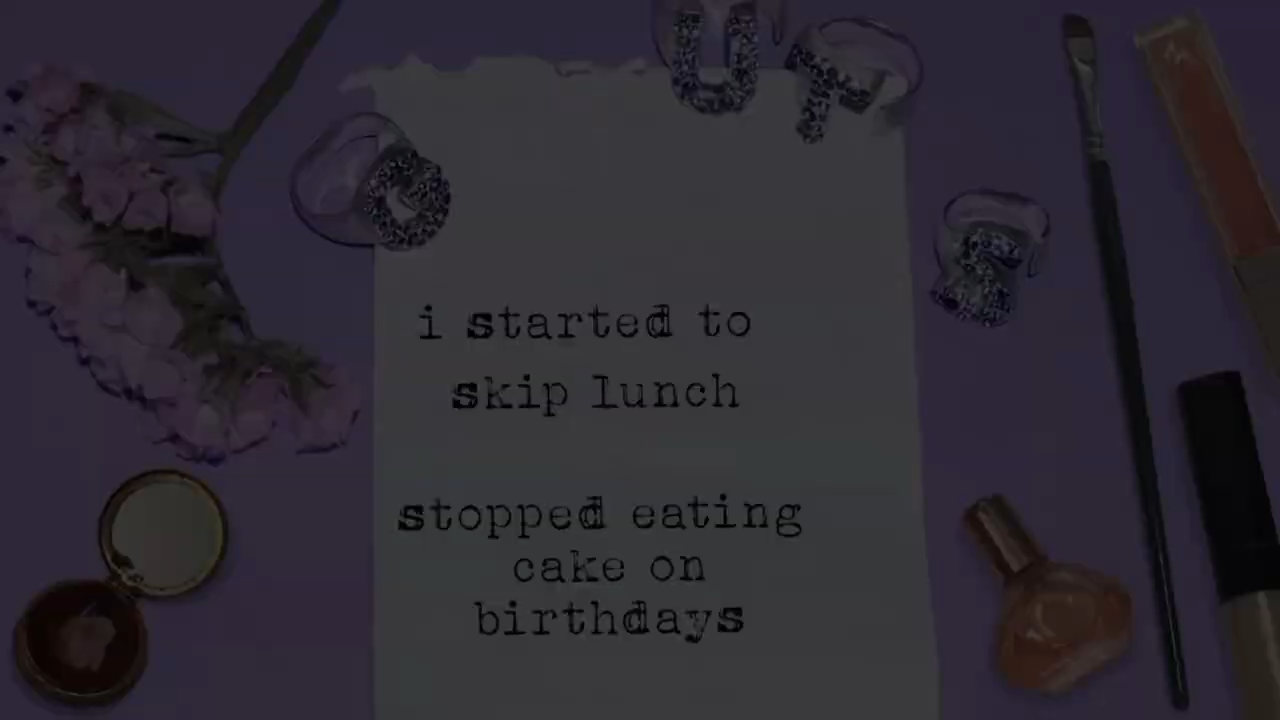 G U T S
i started to
skip lunch
stopped eating
cake on
birthdays